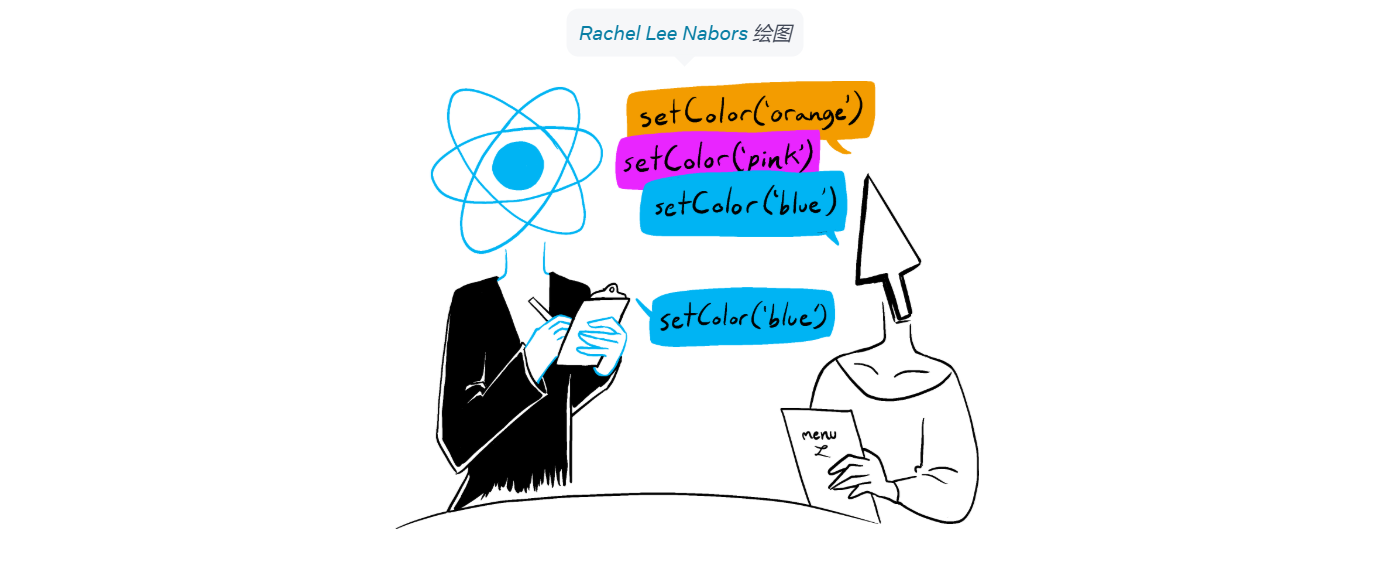 Rachel Lee Nabors 绘图
setColor('orange')
setColor('pink')
setColor('blue')
setColor('blue')
menu